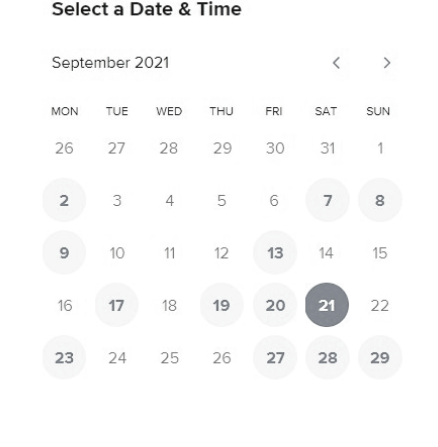 Select a Date & Time
September 2021
MON TUE WED THU FRI SAT SUN
26 27 28 29 30 31 1
2 3 4 5 6 7 8
9 10 11 12 13 14 15
16 17 18 19 20 21 22
23 24 25 26 27 28 29